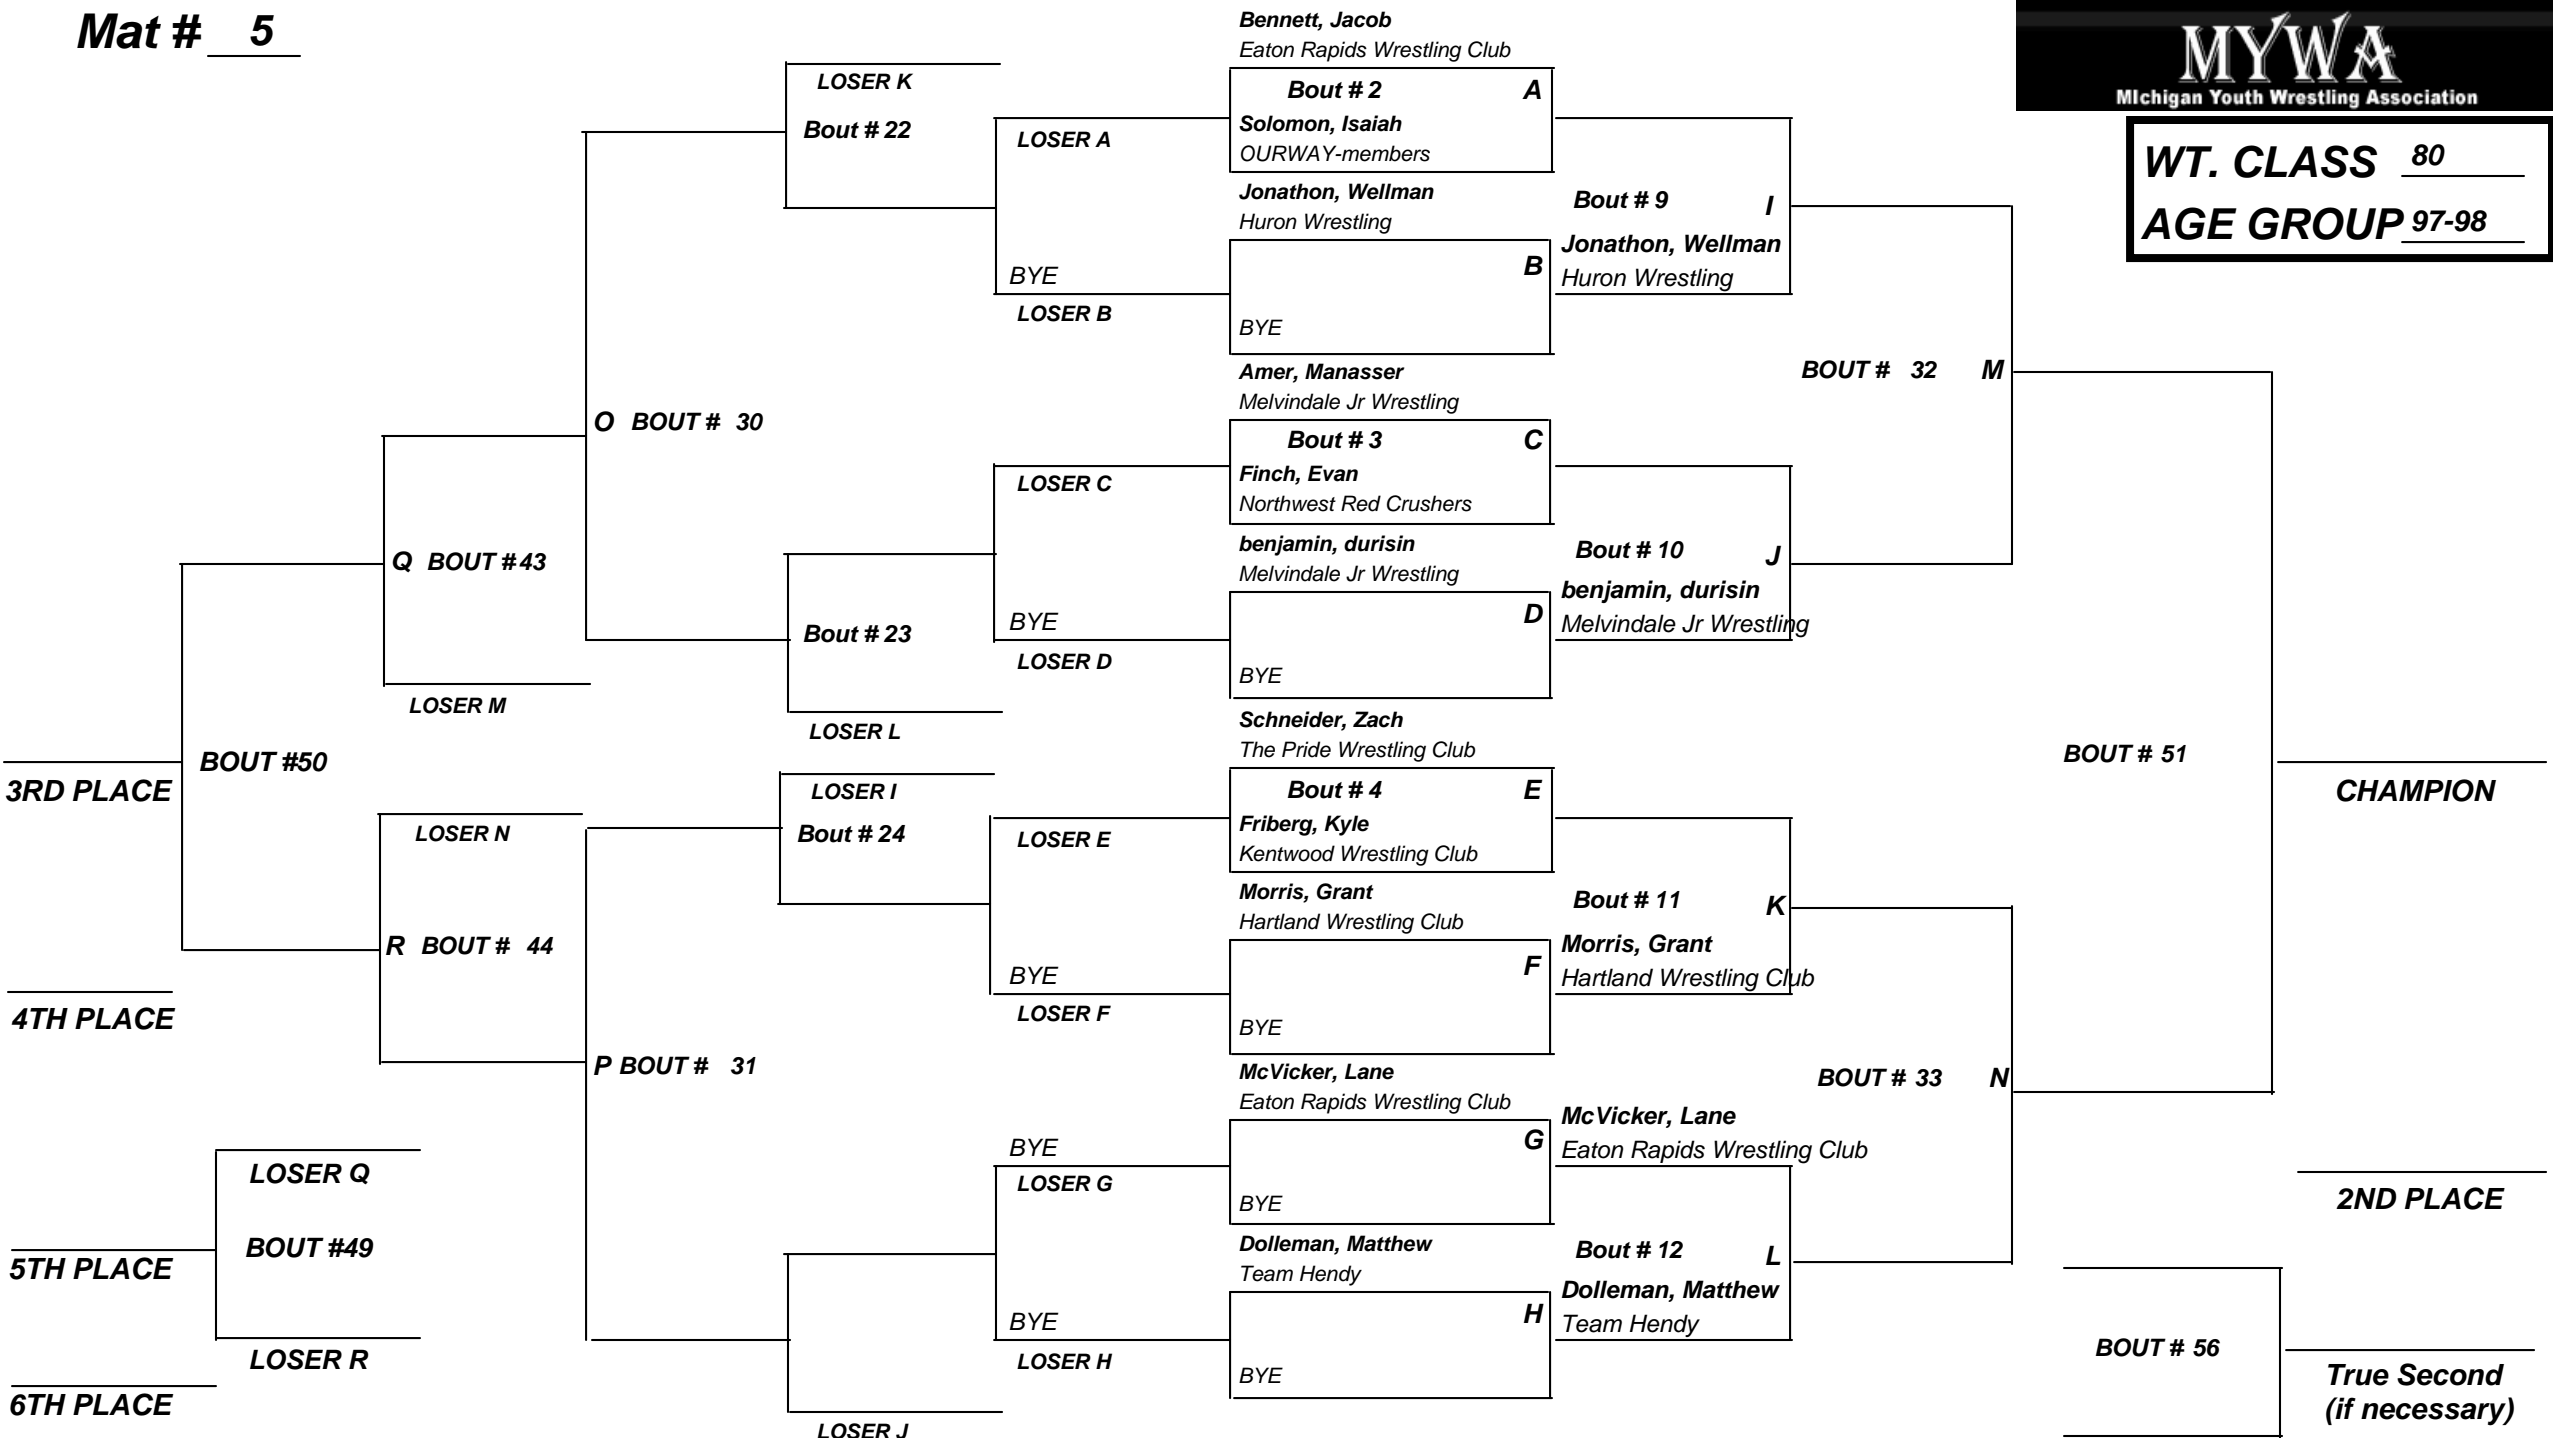 Mat # 5
MYWA
MIchigan Youth Wrestling Association
WT. CLASS 80
AGE GROUP 97-98
Bennett, Jacob
Eaton Rapids Wrestling Club
Bout # 2 A
Solomon, Isaiah
OURWAY-members
Jonathon, Wellman
Huron Wrestling
B
BYE
Amer, Manasser
Melvindale Jr Wrestling
Bout # 3 C
Finch, Evan
Northwest Red Crushers
benjamin, durisin
Melvindale Jr Wrestling
D
BYE
Schneider, Zach
The Pride Wrestling Club
Bout # 4 E
Friberg, Kyle
Kentwood Wrestling Club
Morris, Grant
Hartland Wrestling Club
F
BYE
McVicker, Lane
Eaton Rapids Wrestling Club
G
BYE
Dolleman, Matthew
Team Hendy
H
BYE
Bout # 9 I
Jonathon, Wellman
Huron Wrestling
Bout # 10 J
benjamin, durisin
Melvindale Jr Wrestling
Bout # 11 K
Morris, Grant
Hartland Wrestling Club
McVicker, Lane
Eaton Rapids Wrestling Club
Bout # 12 L
Dolleman, Matthew
Team Hendy
BOUT # 32 M
BOUT # 33 N
BOUT # 51
CHAMPION
2ND PLACE
BOUT # 56
True Second
(if necessary)
LOSER A
BYE
LOSER B
LOSER C
BYE
LOSER D
LOSER E
BYE
LOSER F
BYE
LOSER G
BYE
LOSER H
LOSER K
Bout # 22
Bout # 23
LOSER L
LOSER I
Bout # 24
LOSER J
O BOUT # 30
P BOUT # 31
Q BOUT # 43
LOSER M
LOSER N
R BOUT # 44
BOUT #50
3RD PLACE
4TH PLACE
LOSER Q
BOUT #49
LOSER R
5TH PLACE
6TH PLACE